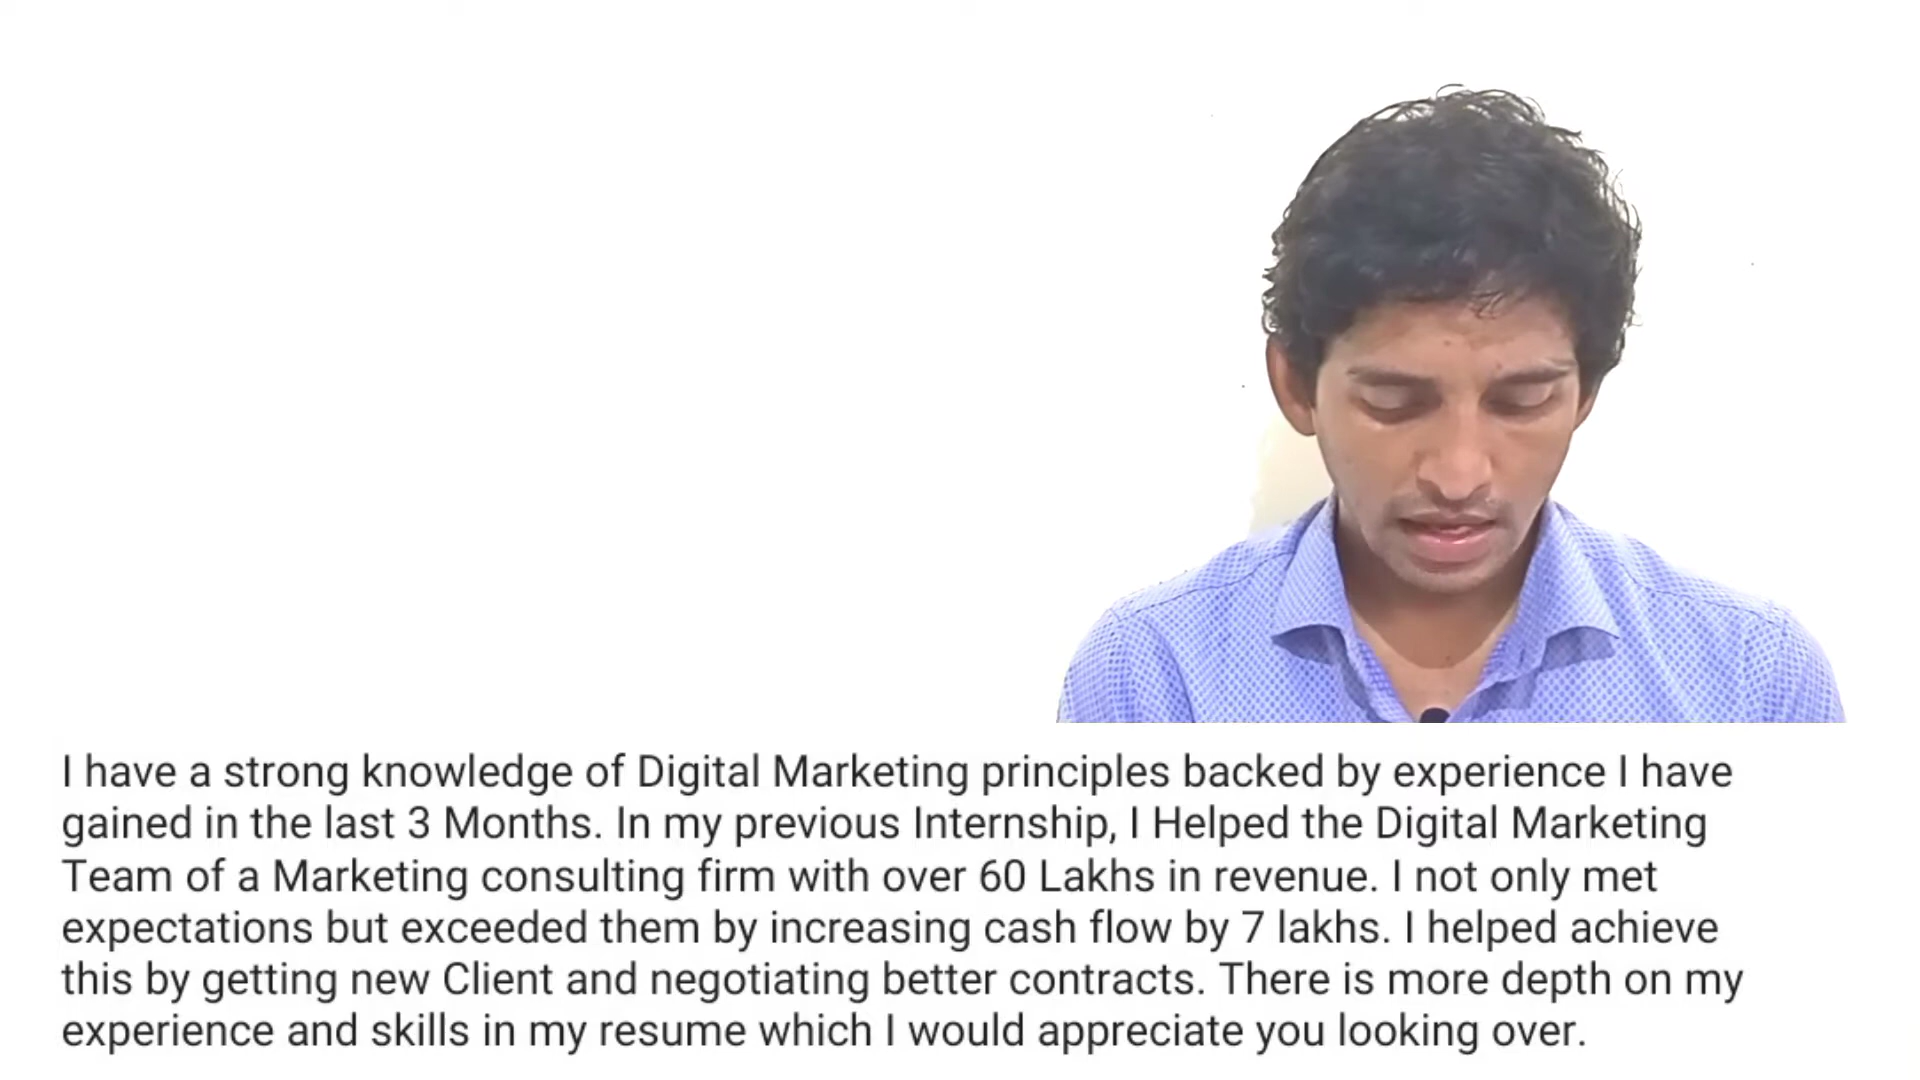 I have a strong knowledge of Digital Marketing principles backed by experience I have
gained in the last 3 Months. In my previous Internship, I Helped the Digital Marketing
Team of a Marketing consulting firm with over 60 Lakhs in revenue. I not only met
expectations but exceeded them by increasing cash flow by 7 lakhs. I helped achieve
this by getting new Client and negotiating better contracts. There is more depth on my
experience and skills in my resume which I would appreciate you looking over.